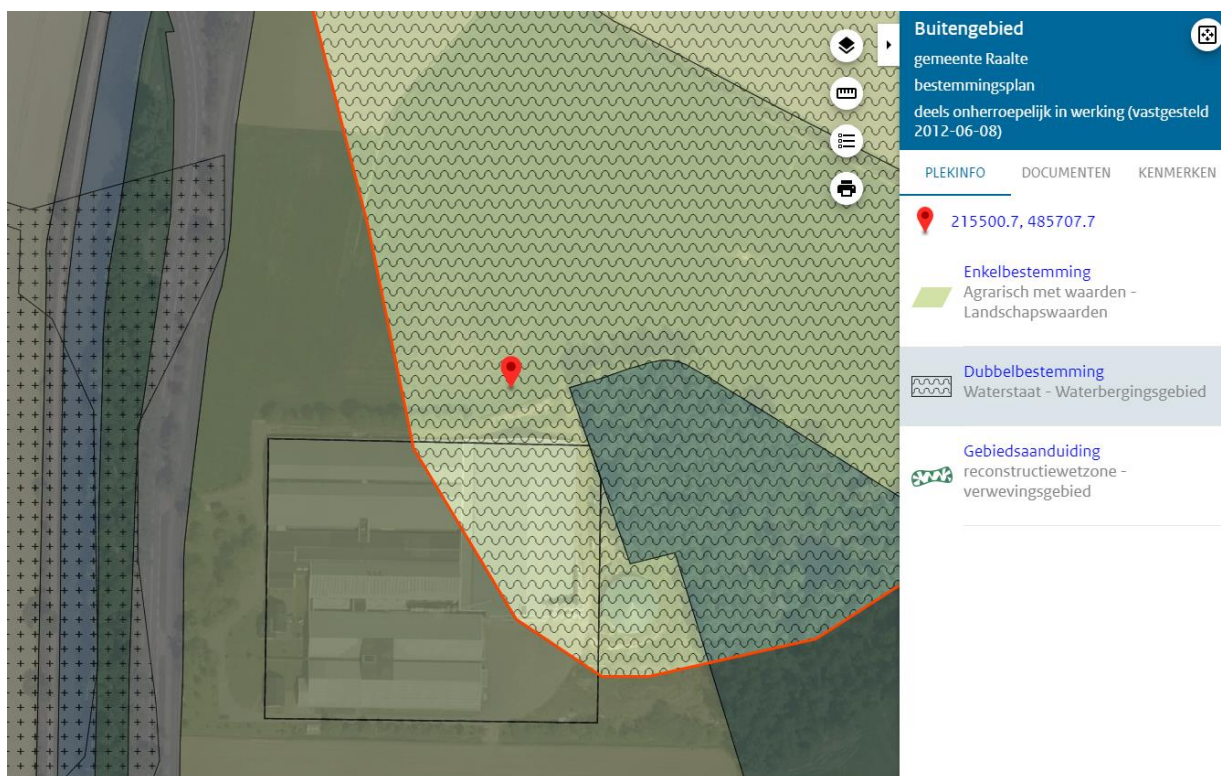 Buitengebied
gemeente Raalte
bestemmingsplan
deels onherroepelijk in werking (vastgesteld
2012-06-08)
PLEKINFO DOCUMENTEN KENMERKEN
215500.7, 485707.7
Enkelbestemming
Agrarisch met waarden -
Landschapswaarden
Dubbelbestemming
Waterstaat - Waterbergingsgebied
Gebiedsaanduiding
reconstructiewetzone -
verwevingsgebied